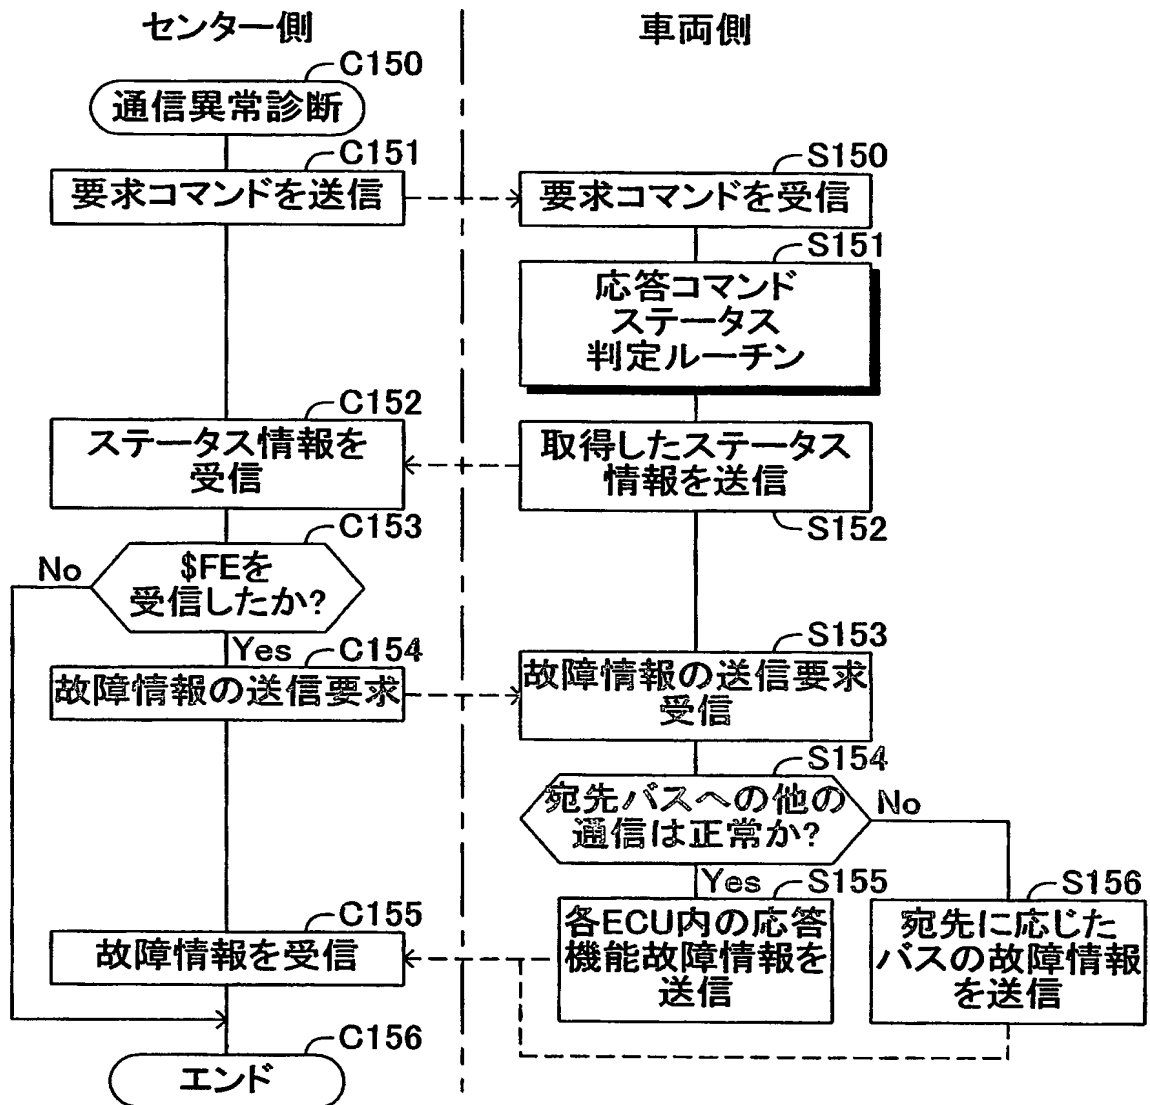 センター側
車両側
C150
通信異常診断
C151
要求コマンドを送信
S150
要求コマンドを受信
S151
応答コマンド
ステータス
判定ルーチン
C152
ステータス情報を
受信
取得したステータス
情報を送信
S152
C153
$FEを
受信したか?
No
Yes
C154
故障情報の送信要求
S153
故障情報の送信要求
受信
S154
宛先バスへの他の
通信は正常か?
No
Yes
S155
各ECU内の応答
機能故障情報を
送信
S156
宛先に応じた
バスの故障情報
を送信
C155
故障情報を受信
C156
エンド